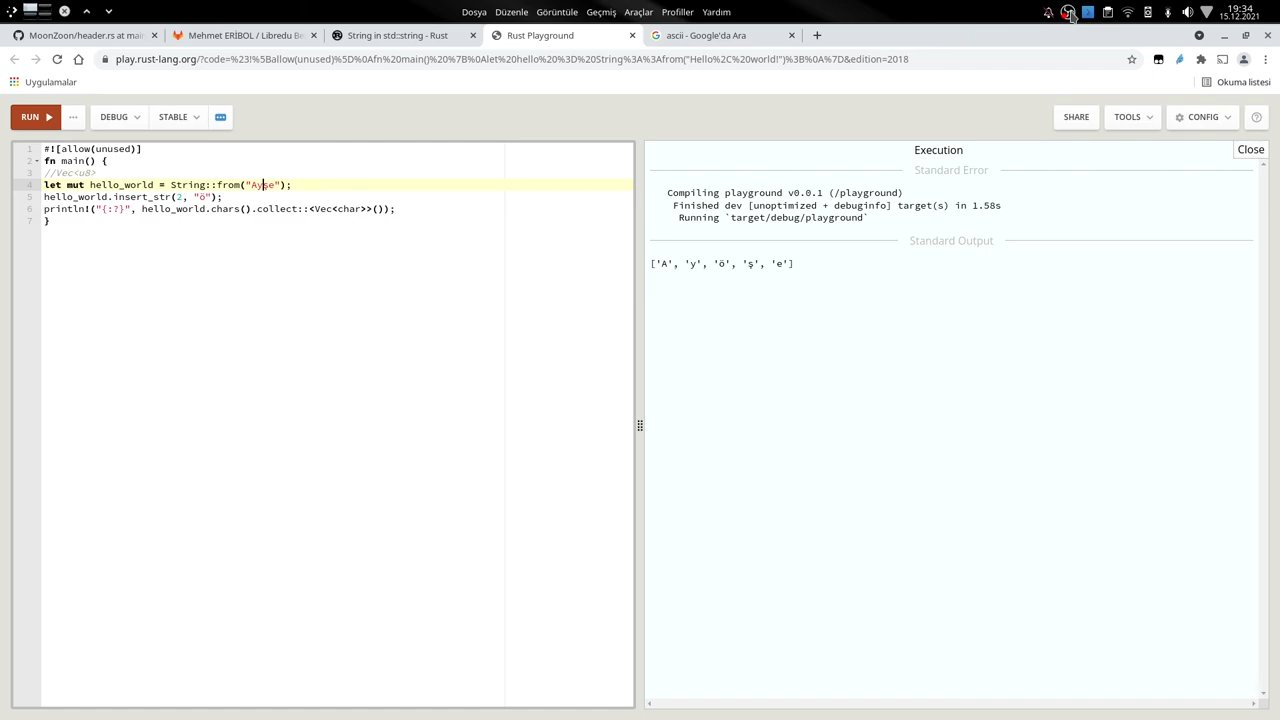 Dosya Düzenle Görüntüle Geçmiş Araçlar Profiller Yardım
19:34
15.12.2021
MoonZoon/header.rs at mai
Mehmet ERİBOL / Libredu Be
String in std::string - Rust
Rust Playground
ascii - Google'da Ara
play.rust-lang.org/?code=%23!%5Ballow(unused)%5D%0Afn%20main()%20%7B%0Alet%20hello%20%3D%20String%3A%3Afrom("Hello%2C%20world!")%3B%0A%7D&edition=2018
Uygulamalar
Okuma listesi
RUN
DEBUG
STABLE
SHARE
TOOLS
CONFIG
1 #![allow(unused)]
2 fn main() {
3 //Vec<u8>
4 let mut hello_world = String::from("Ayşe");
5 hello_world.insert_str(2, "ö");
6 println!("{:?}", hello_world.chars().collect::<Vec<char>>());
7 }
Execution
Close
Standard Error
Compiling playground v0.0.1 (/playground)
Finished dev [unoptimized + debuginfo] target(s) in 1.58s
Running `target/debug/playground`
Standard Output
['A', 'y', 'ö', 'ş', 'e']